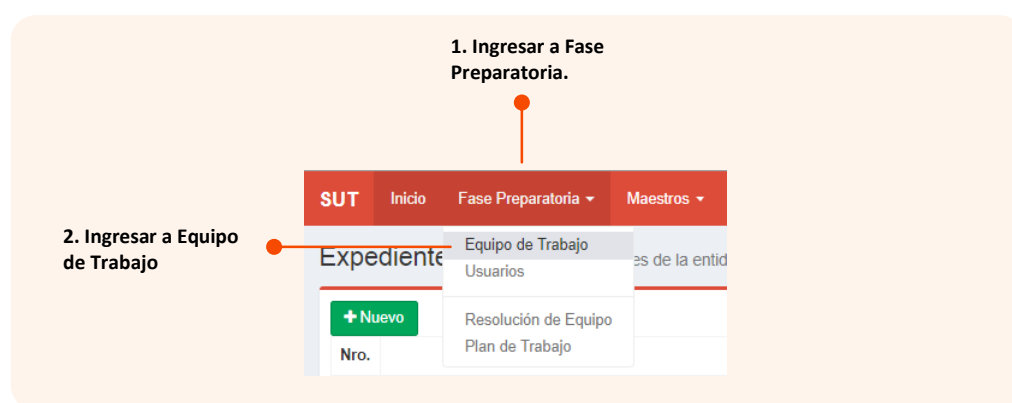 1. Ingresar a Fase
Preparatoria.
SUT Inicio Fase Preparatoria Maestros
2. Ingresar a Equipo
de Trabajo
Equipo de Trabajo
Expediente es de la entid
Usuarios
Nuevo
Resolución de Equipo
Plan de Trabajo
Nro.